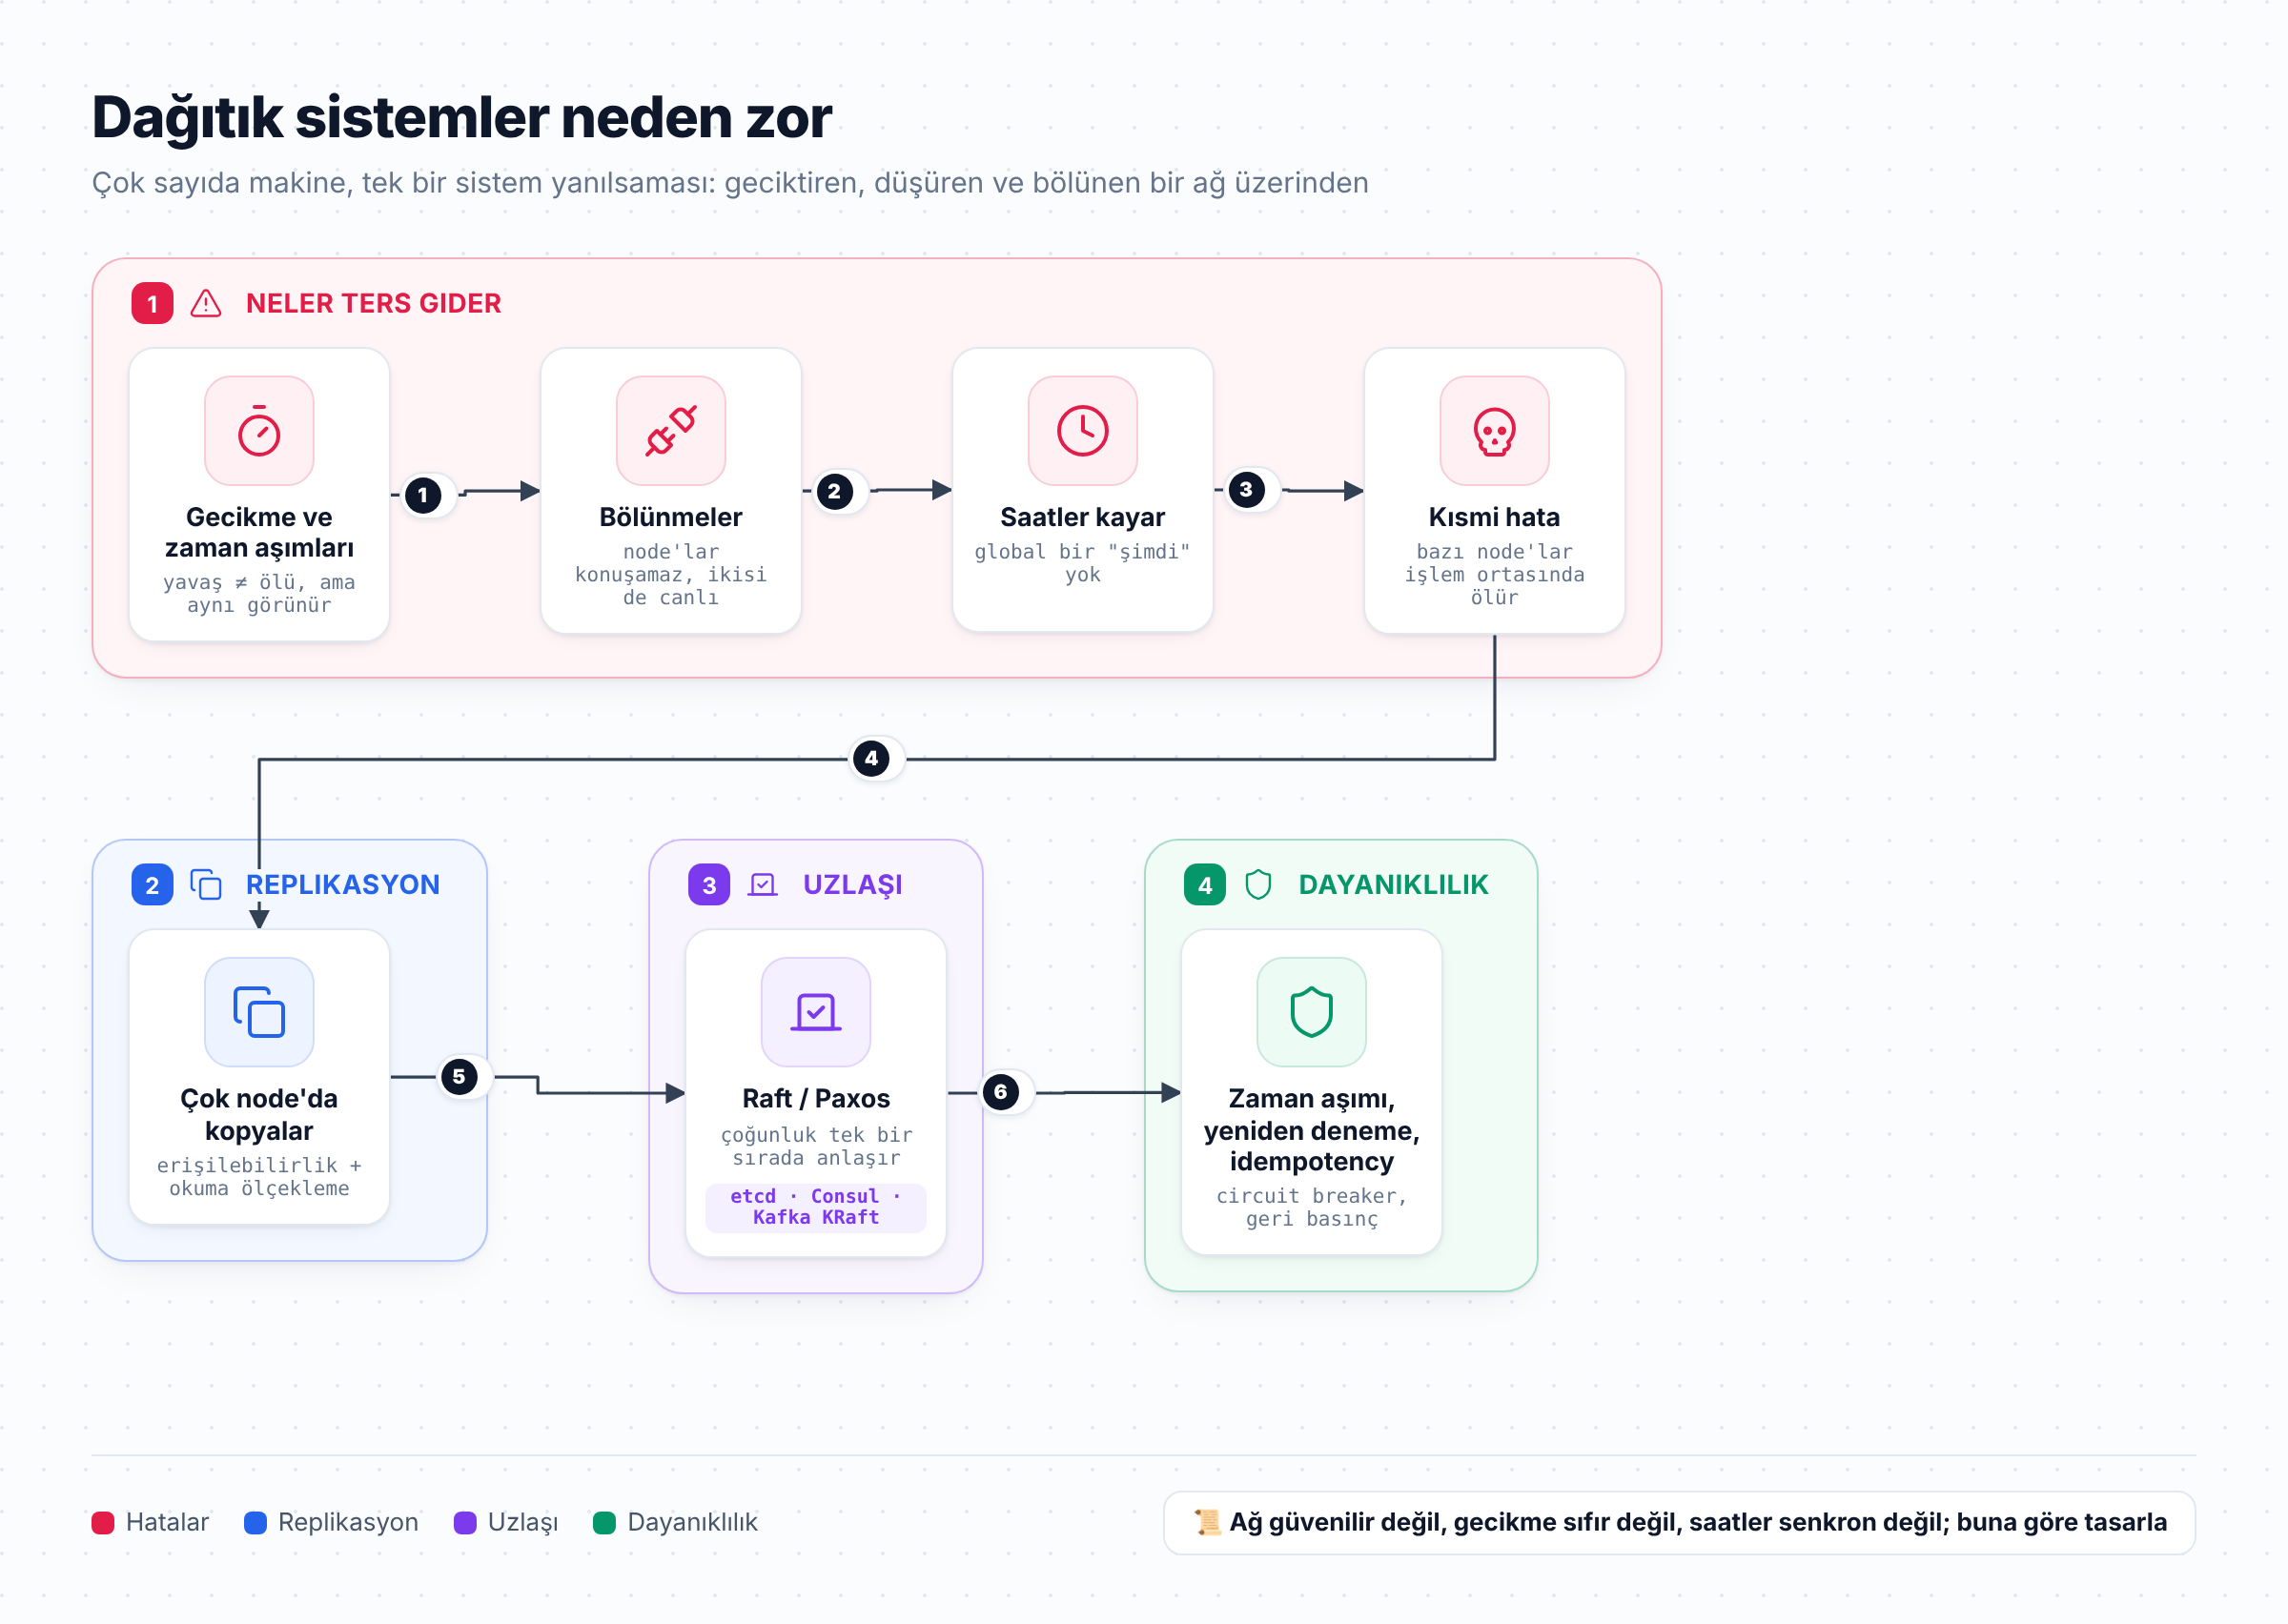 Dağıtık sistemler neden zor
Çok sayıda makine, tek bir sistem yanılsaması: geciktiren, düşüren ve bölünen bir ağ üzerinden
1 NELER TERS GIDER
Gecikme ve
zaman aşımları
yavaş ≠ ölü, ama
aynı görünür
1
Bölünmeler
node'lar
konuşamaz, ikisi
de canlı
2
Saatler kayar
global bir "şimdi"
yok
3
Kısmi hata
bazı node'lar
işlem ortasında
ölür
4
2 REPLIKASYON
Çok node'da
kopyalar
erişilebilirlik +
okuma ölçekleme
5
3 UZLAŞI
Raft / Paxos
çoğunluk tek bir
sırada anlaşır
etcd · Consul ·
Kafka KRaft
6
4 DAYANIKLILIK
Zaman aşımı,
yeniden deneme,
idempotency
circuit breaker,
geri basınç
Hatalar
Replikasyon
Uzlaşı
Dayanıklılık
📜 Ağ güvenilir değil, gecikme sıfır değil, saatler senkron değil; buna göre tasarla